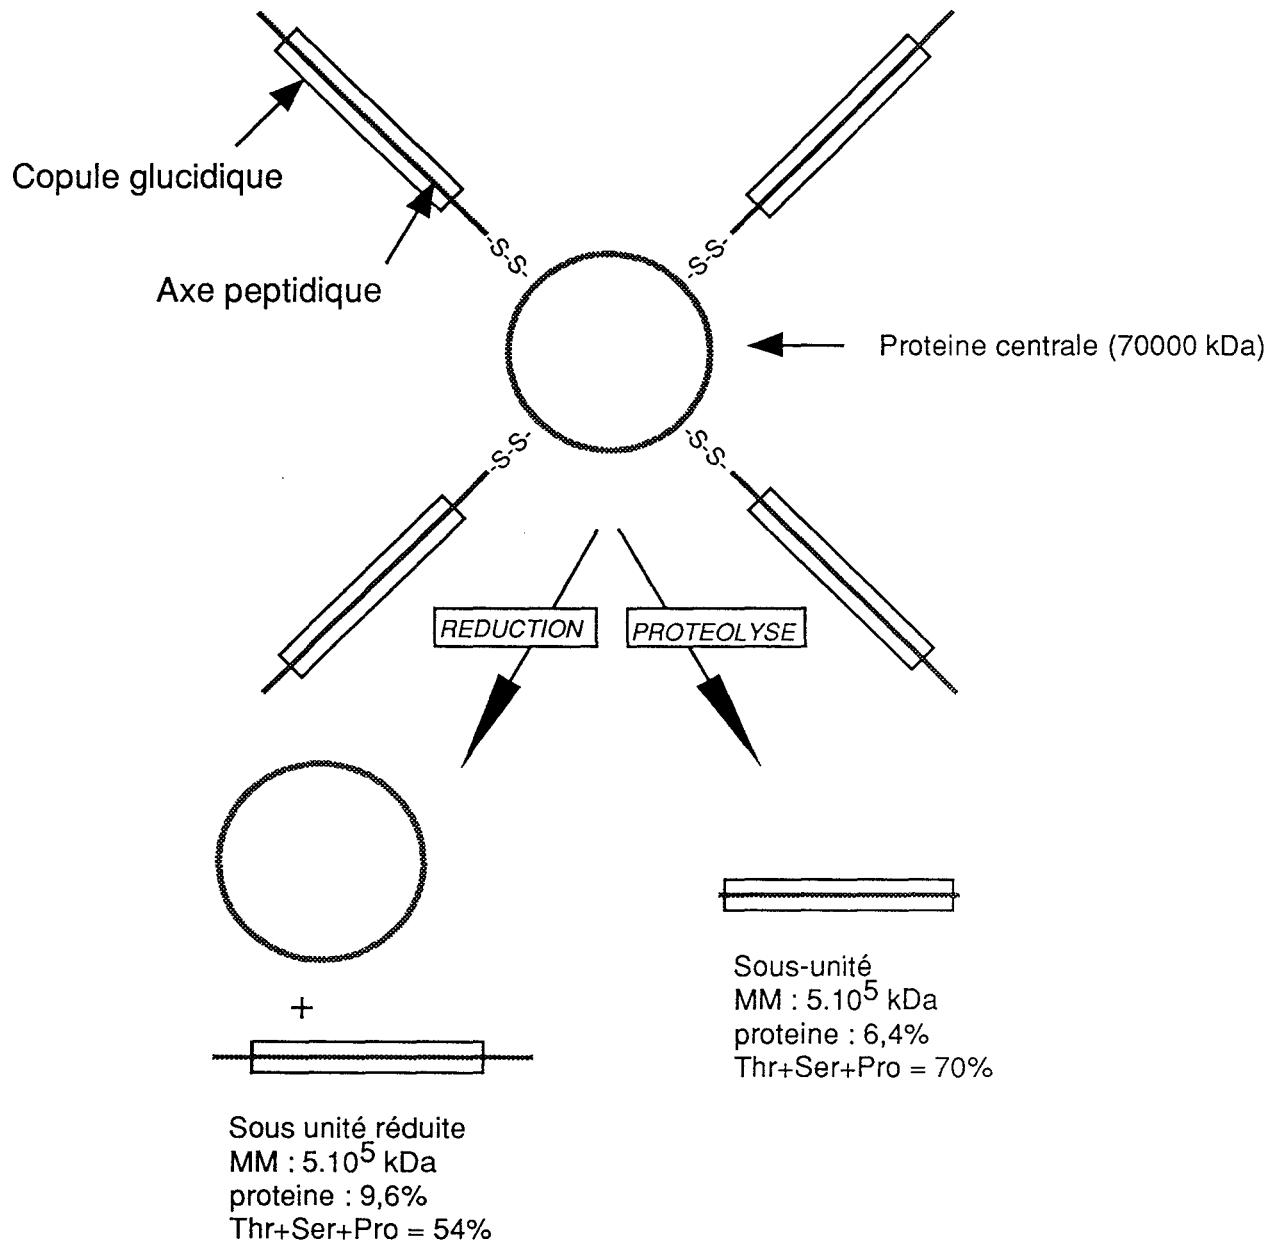 Copule glucidique
Axe peptidique
-S-S-
-S-S-
Proteine centrale (70000 kDa)
-S-S-
-S-S-
REDUCTION
PROTEOLYSE
Sous-unité
MM : 5.10⁵ kDa
proteine : 6,4%
Thr+Ser+Pro = 70%
+
Sous unité réduite
MM : 5.10⁵ kDa
proteine : 9,6%
Thr+Ser+Pro = 54%